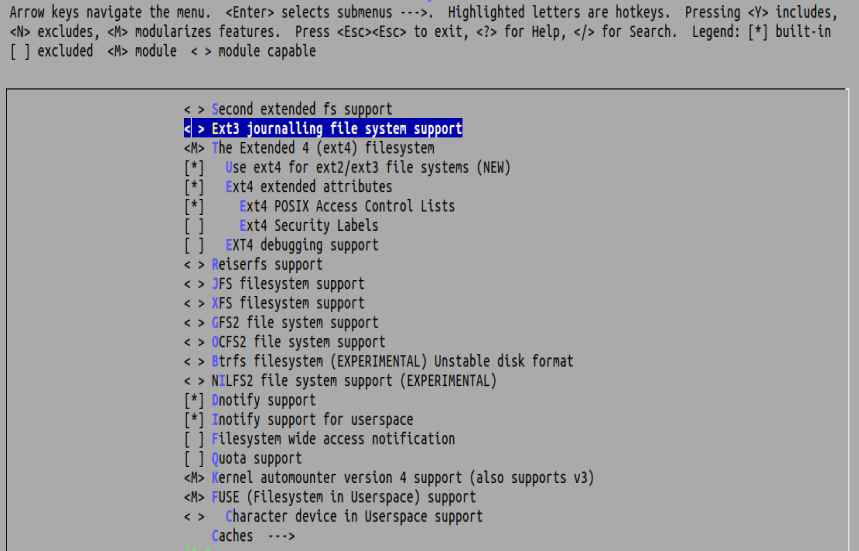 Arrow keys navigate the menu.  <Enter> selects submenus --->.  Highlighted letters are hotkeys.  Pressing <Y> includes,
<N> excludes, <M> modularizes features.  Press <Esc><Esc> to exit, <?> for Help, </> for Search.  Legend: [*] built-in
[ ] excluded  <M> module  < > module capable
< > Second extended fs support
< > Ext3 journalling file system support
<M> The Extended 4 (ext4) filesystem
[*]   Use ext4 for ext2/ext3 file systems (NEW)
[*]   Ext4 extended attributes
[*]     Ext4 POSIX Access Control Lists
[ ]     Ext4 Security Labels
[ ]   EXT4 debugging support
< > Reiserfs support
< > JFS filesystem support
< > XFS filesystem support
< > GFS2 file system support
< > OCFS2 file system support
< > Btrfs filesystem (EXPERIMENTAL) Unstable disk format
< > NILFS2 file system support (EXPERIMENTAL)
[*] Dnotify support
[*] Inotify support for userspace
[ ] Filesystem wide access notification
[ ] Quota support
<M> Kernel automounter version 4 support (also supports v3)
<M> FUSE (Filesystem in Userspace) support
< >   Character device in Userspace support
    Caches  --->